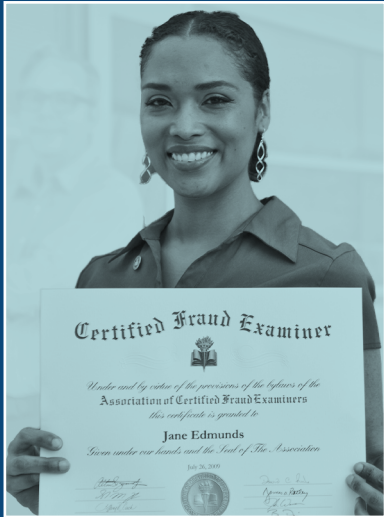 Certified Fraud Examiner
Under and by virtue of the provisions of the bylaws of the
Association of Certified Fraud Examiners
this certificate is granted to
Jane Edmunds
Given under our hands and the Seal of The Association
July 26, 2009